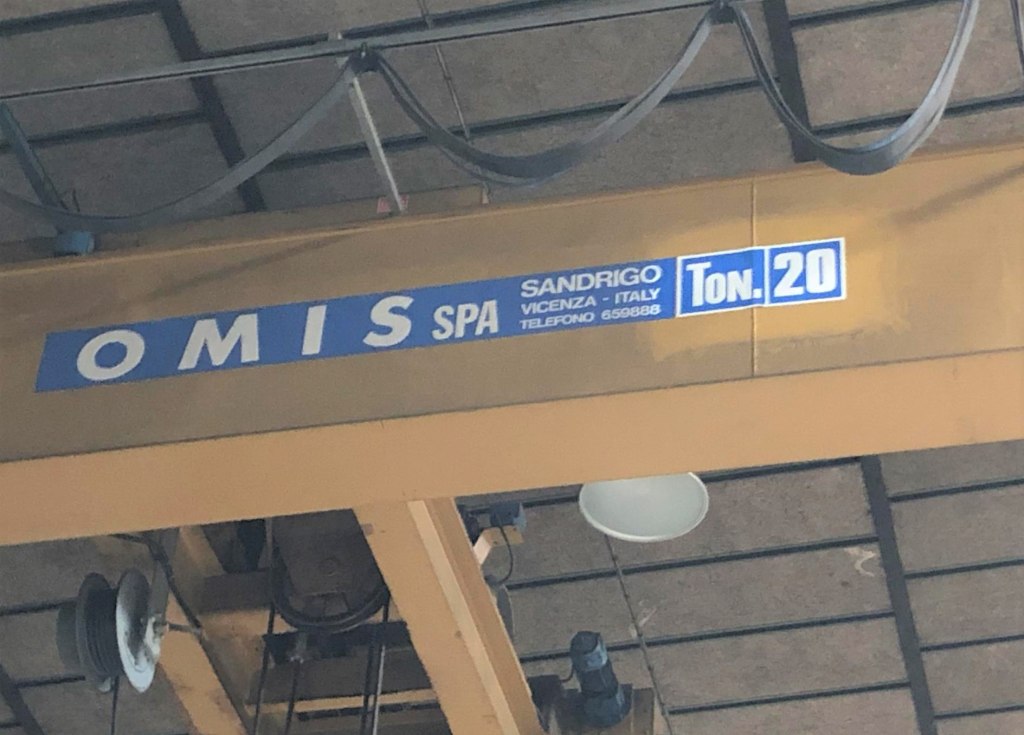 OMIS SPA
SANDRIGO
VICENZA - ITALY
TELEFONO 659888
TON. 20